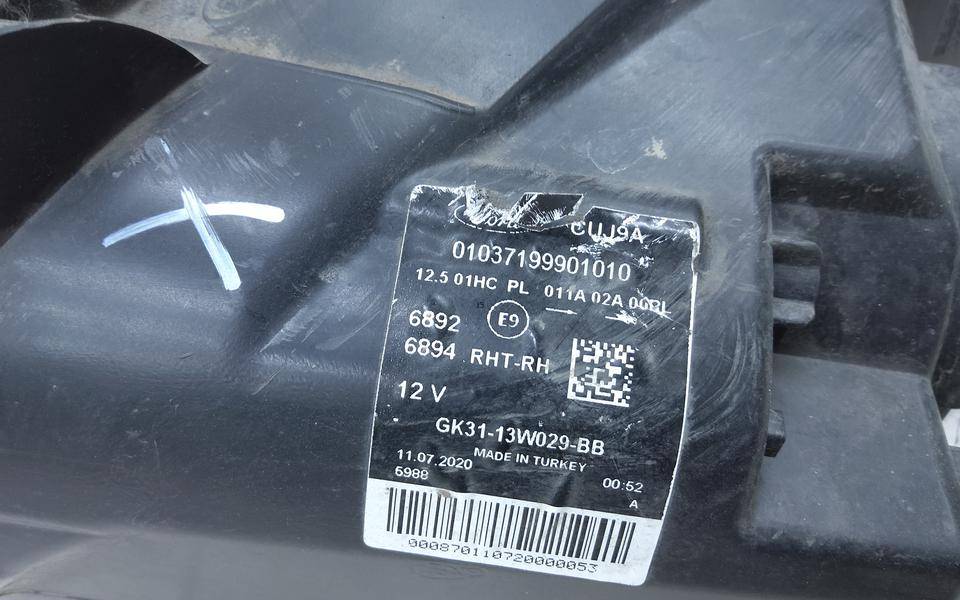 CUJ9A
01037199901010
12.5 01HC PL 011A 02A 00RL
6892 E9
6894 RHT-RH
12 V
GK31-13W029-BB
MADE IN TURKEY
11.07.2020
5988 00:52
A
000870110720000053